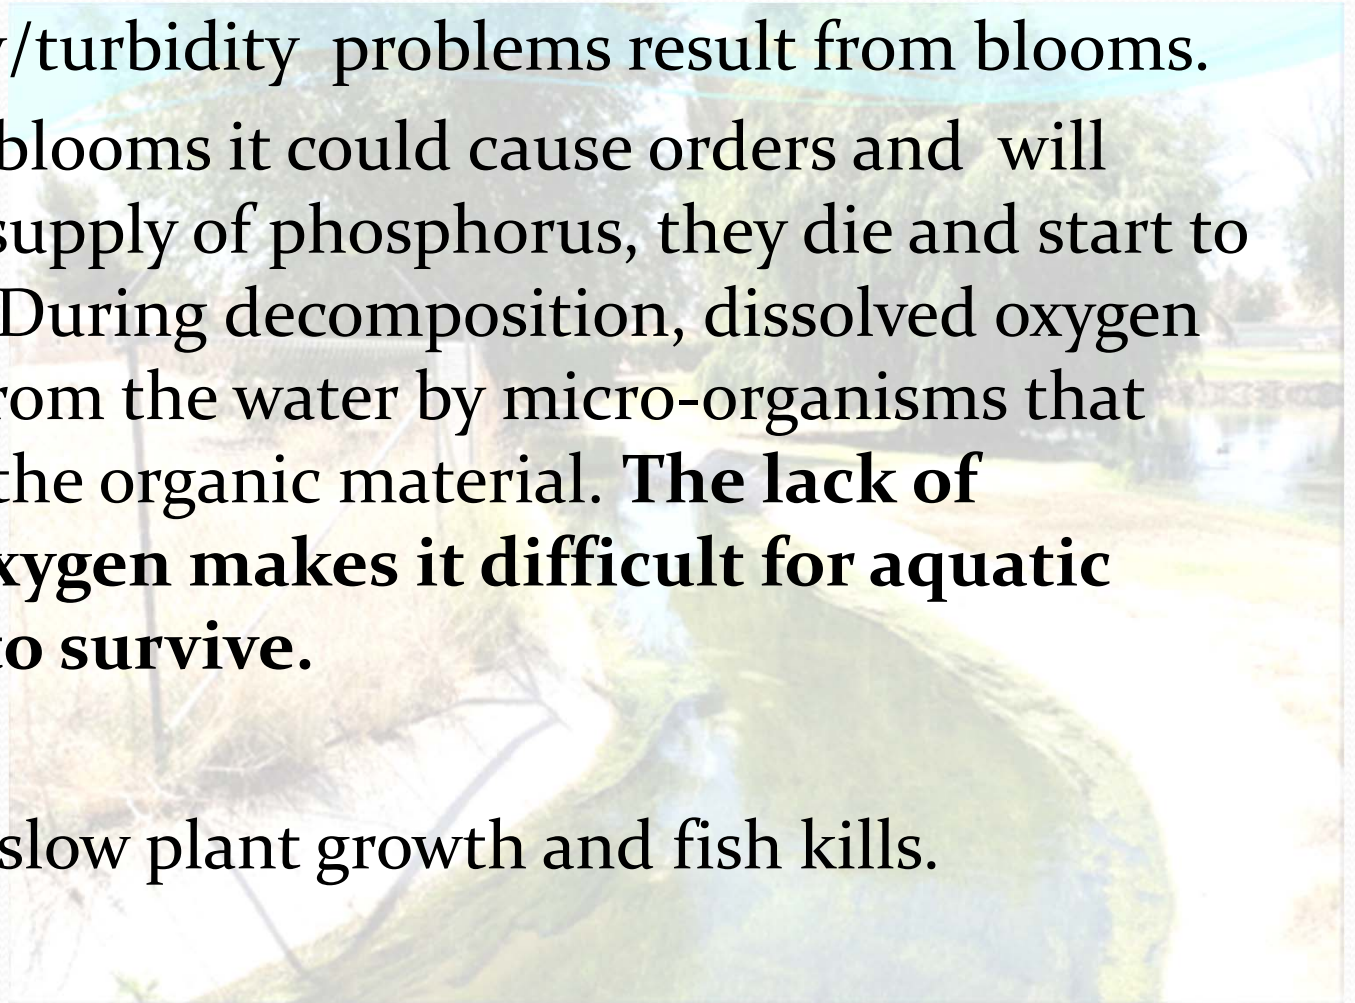 /turbidity problems result from blooms.
blooms it could cause orders and will
supply of phosphorus, they die and start to
During decomposition, dissolved oxygen
rom the water by micro-organisms that
the organic material. The lack of
xygen makes it difficult for aquatic
to survive.
slow plant growth and fish kills.